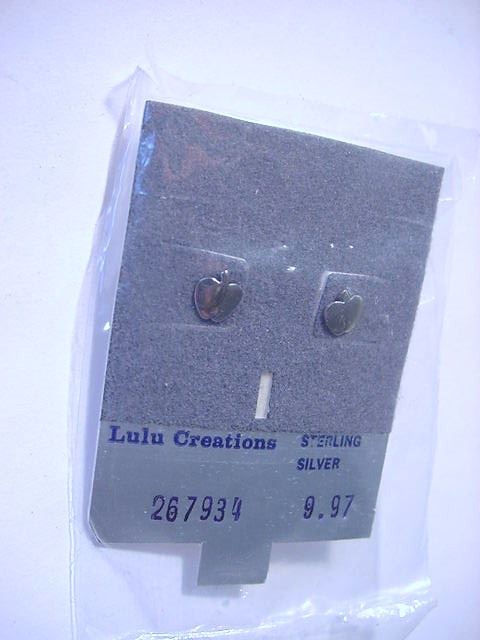 Lulu Creations STERLING
SILVER
267934 9.97